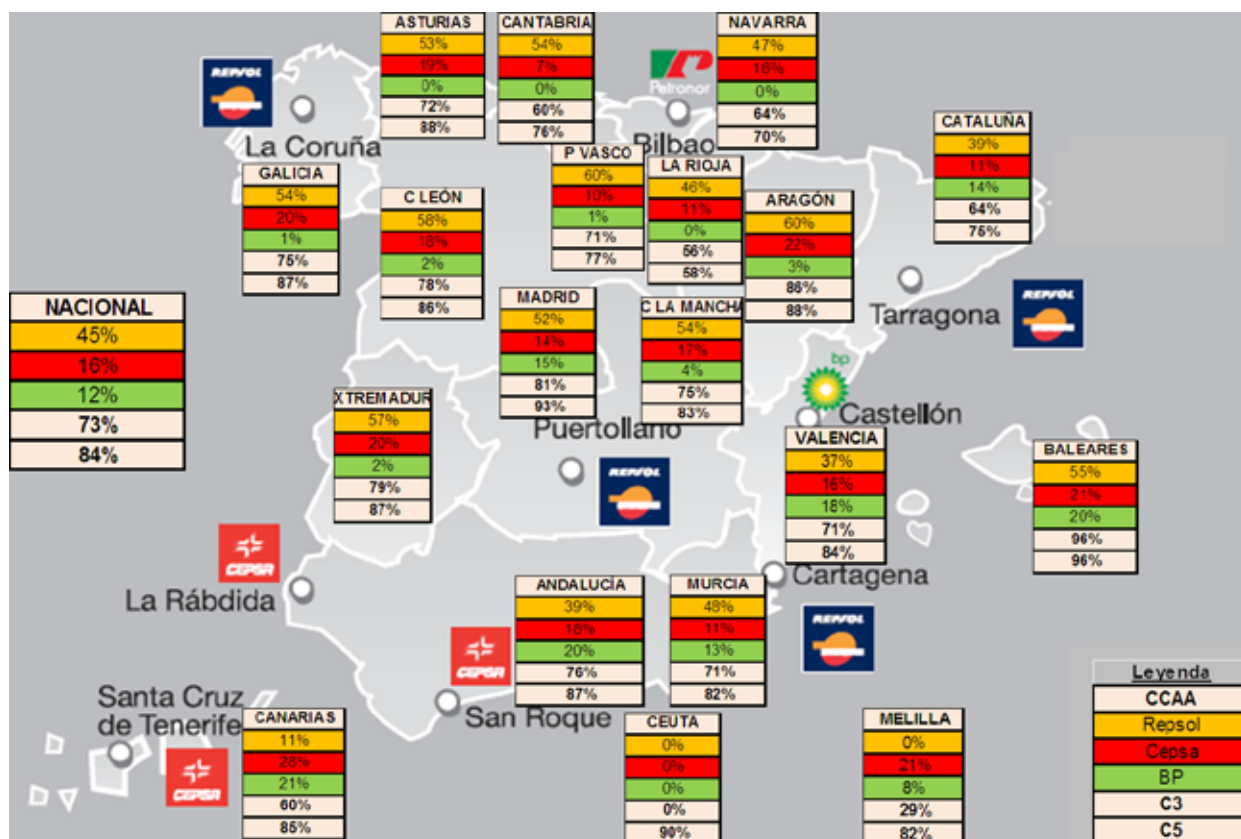 ASTURIAS
53%
19%
0%
72%
88%
CANTABRIA
54%
7%
0%
60%
76%
NAVARRA
47%
16%
0%
64%
70%
REPSOL
La Coruña
Petronor
Bilbao
CATALUÑA
39%
11%
14%
64%
75%
GALICIA
54%
20%
1%
75%
87%
C LEÓN
58%
18%
2%
78%
86%
P VASCO
60%
10%
1%
71%
77%
LA RIOJA
46%
11%
0%
56%
58%
ARAGÓN
60%
22%
3%
86%
88%
Tarragona
REPSOL
NACIONAL
45%
16%
12%
73%
84%
MADRID
52%
14%
15%
81%
93%
C LA MANCHA
54%
17%
4%
75%
83%
bp
Castellón
XTREMADUR
57%
20%
2%
79%
87%
Puertollano
REPSOL
VALENCIA
37%
16%
18%
71%
84%
BALEARES
55%
21%
20%
96%
96%
CEPSA
La Rábdida
Cartagena
REPSOL
ANDALUCÍA
39%
18%
20%
76%
87%
MURCIA
48%
11%
13%
71%
82%
CEPSA
San Roque
Santa Cruz
de Tenerife
CEPSA
CANARIAS
11%
28%
21%
60%
85%
CEUTA
0%
0%
0%
0%
90%
MELILLA
0%
21%
8%
29%
82%
Leyenda
CCAA
Repsol
Cepsa
BP
C3
C5